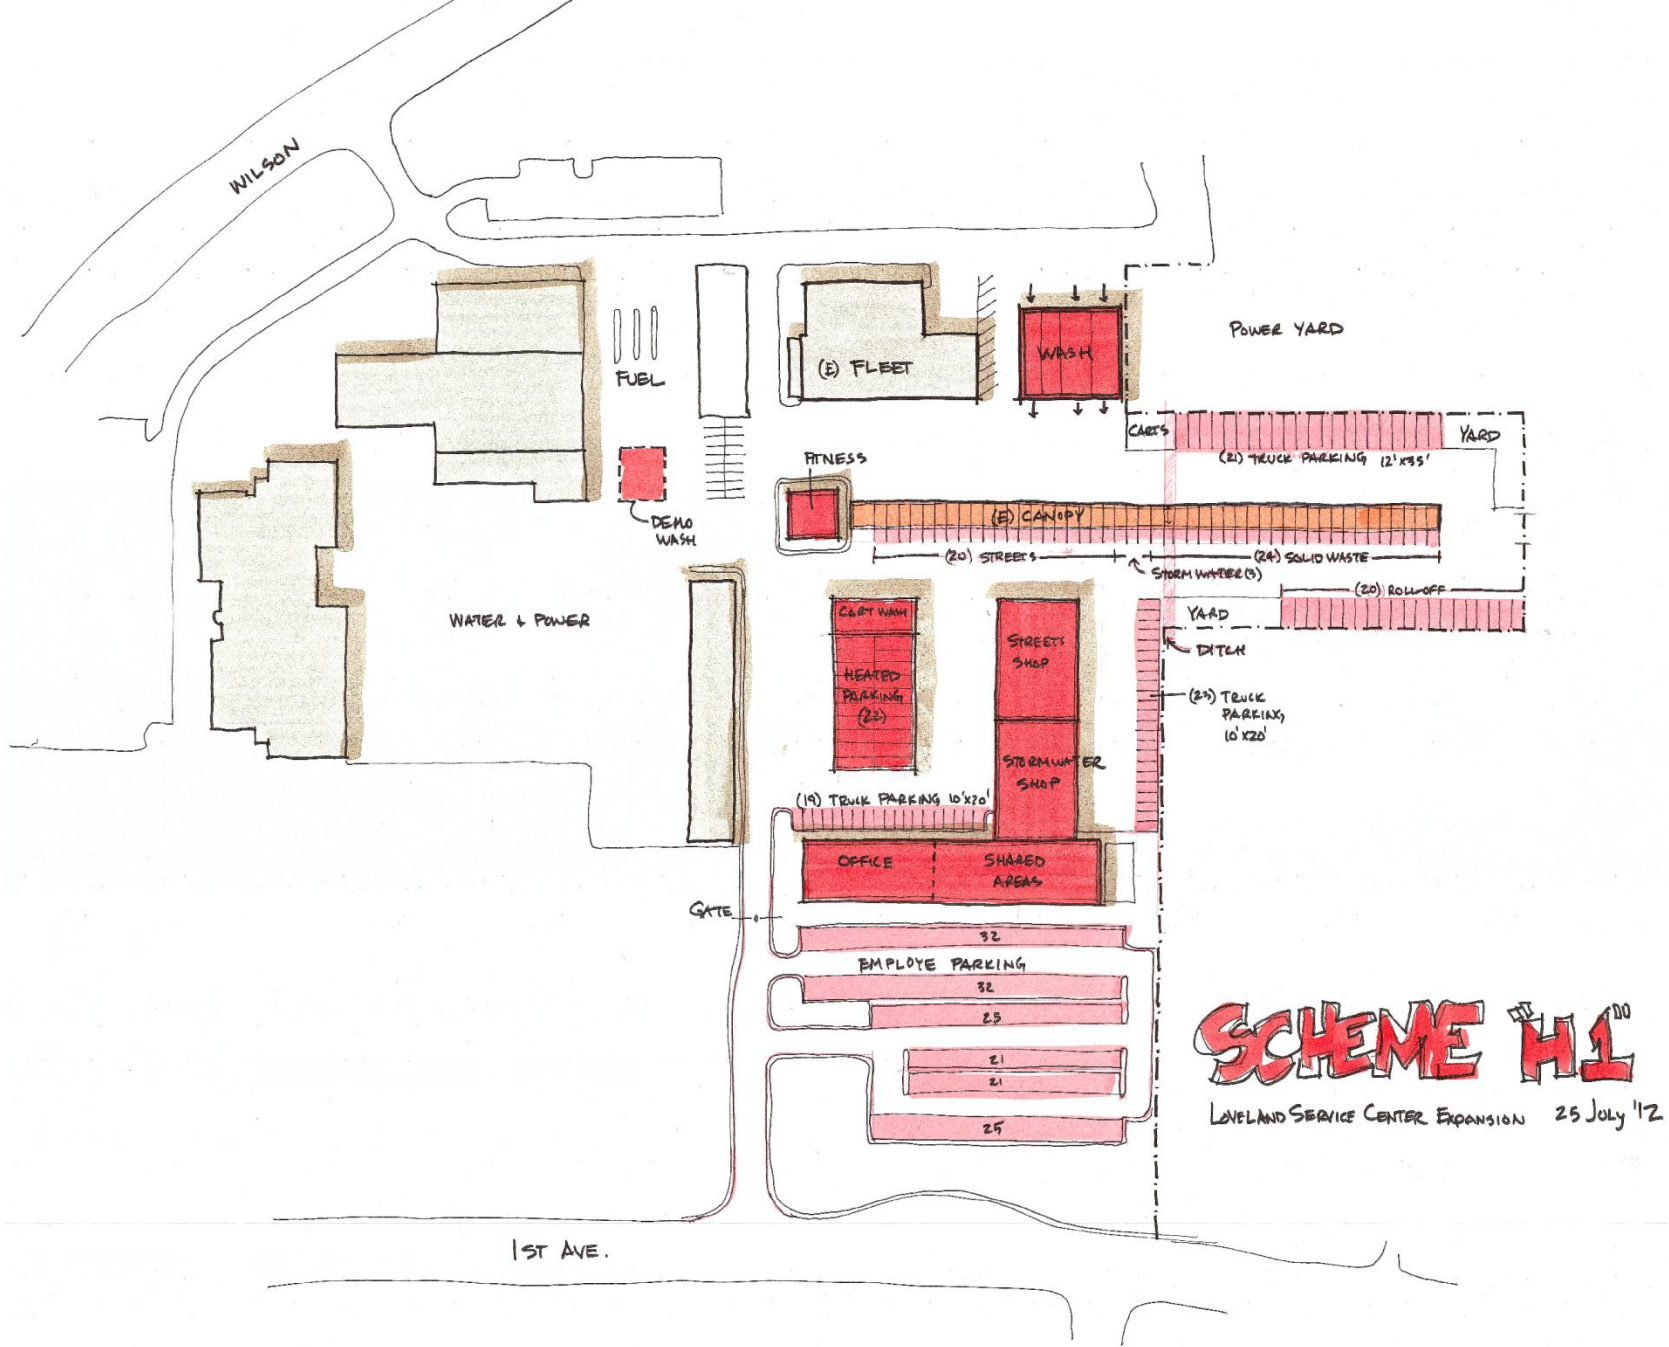 WILSON
POWER YARD
WASH
(E) FLEET
FUEL
CARTS
YARD
(21) TRUCK PARKING 12'X35'
FITNESS
(E) CANOPY
DEMO
WASH
(20) STREETS
(24) SOLID WASTE
STORMWATER(3)
(20) ROLL-OFF
CART WASH
YARD
WATER + POWER
STREETS
SHOP
DITCH
HEATED
PARKING
(22)
(23) TRUCK
PARKING
10'X20'
STORMWATER
SHOP
(19) TRUCK PARKING 10'X20'
OFFICE
SHARED
AREAS
GATE
32
EMPLOYE PARKING
32
25
21
21
25
SCHEME "H1"
LOVELAND SERVICE CENTER EXPANSION 25 JULY '12
1ST AVE.